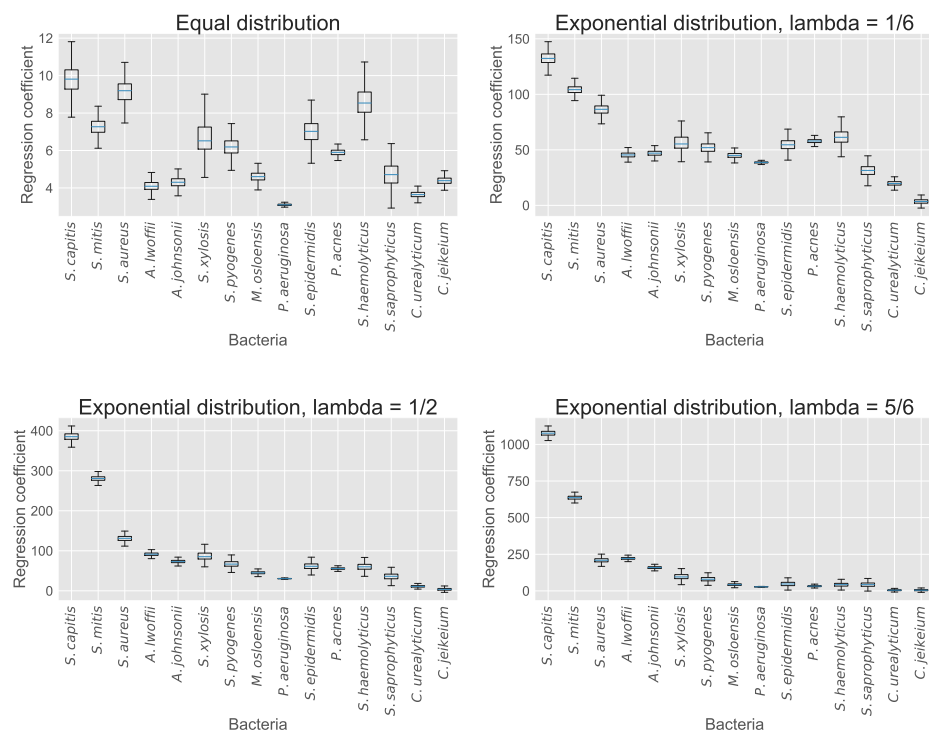 Equal distribution
Regression coefficient
12
10
8
6
4
S. capitis
S. mitis
S. aureus
A. lwoffii
A. johnsonii
S. xylosis
S. pyogenes
M. osloensis
P. aeruginosa
S. epidermidis
P. acnes
S. haemolyticus
S. saprophyticus
C. urealyticum
C. jeikeium
Bacteria
Exponential distribution, lambda = 1/6
Regression coefficient
150
100
50
0
S. capitis
S. mitis
S. aureus
A. lwoffii
A. johnsonii
S. xylosis
S. pyogenes
M. osloensis
P. aeruginosa
S. epidermidis
P. acnes
S. haemolyticus
S. saprophyticus
C. urealyticum
C. jeikeium
Bacteria
Exponential distribution, lambda = 1/2
Regression coefficient
400
300
200
100
0
S. capitis
S. mitis
S. aureus
A. lwoffii
A. johnsonii
S. xylosis
S. pyogenes
M. osloensis
P. aeruginosa
S. epidermidis
P. acnes
S. haemolyticus
S. saprophyticus
C. urealyticum
C. jeikeium
Bacteria
Exponential distribution, lambda = 5/6
Regression coefficient
1000
750
500
250
0
S. capitis
S. mitis
S. aureus
A. lwoffii
A. johnsonii
S. xylosis
S. pyogenes
M. osloensis
P. aeruginosa
S. epidermidis
P. acnes
S. haemolyticus
S. saprophyticus
C. urealyticum
C. jeikeium
Bacteria